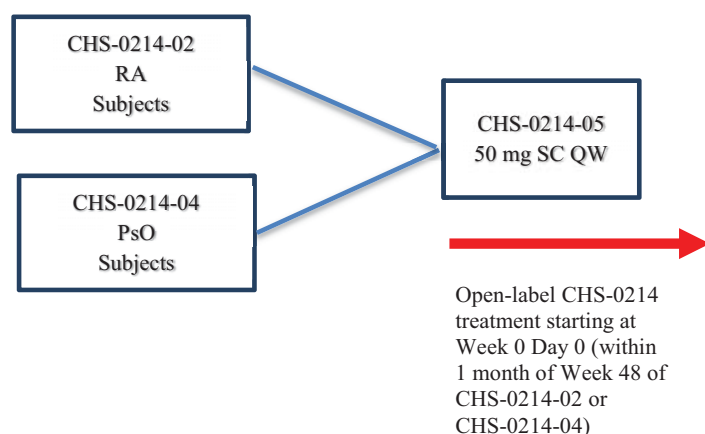 CHS-0214-02
RA
Subjects
CHS-0214-04
PsO
Subjects
CHS-0214-05
50 mg SC QW
Open-label CHS-0214
treatment starting at
Week 0 Day 0 (within
1 month of Week 48 of
CHS-0214-02 or
CHS-0214-04)